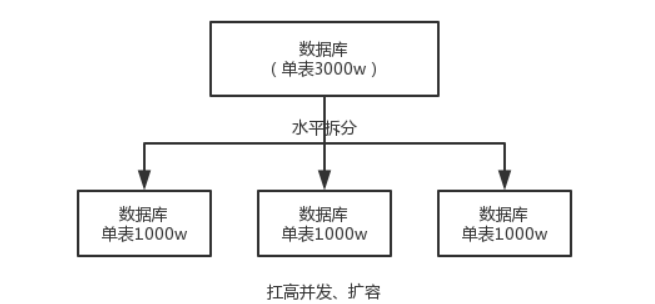 数据库
（单表3000w）
水平拆分
数据库
单表1000w
数据库
单表1000w
数据库
单表1000w
扛高并发、扩容